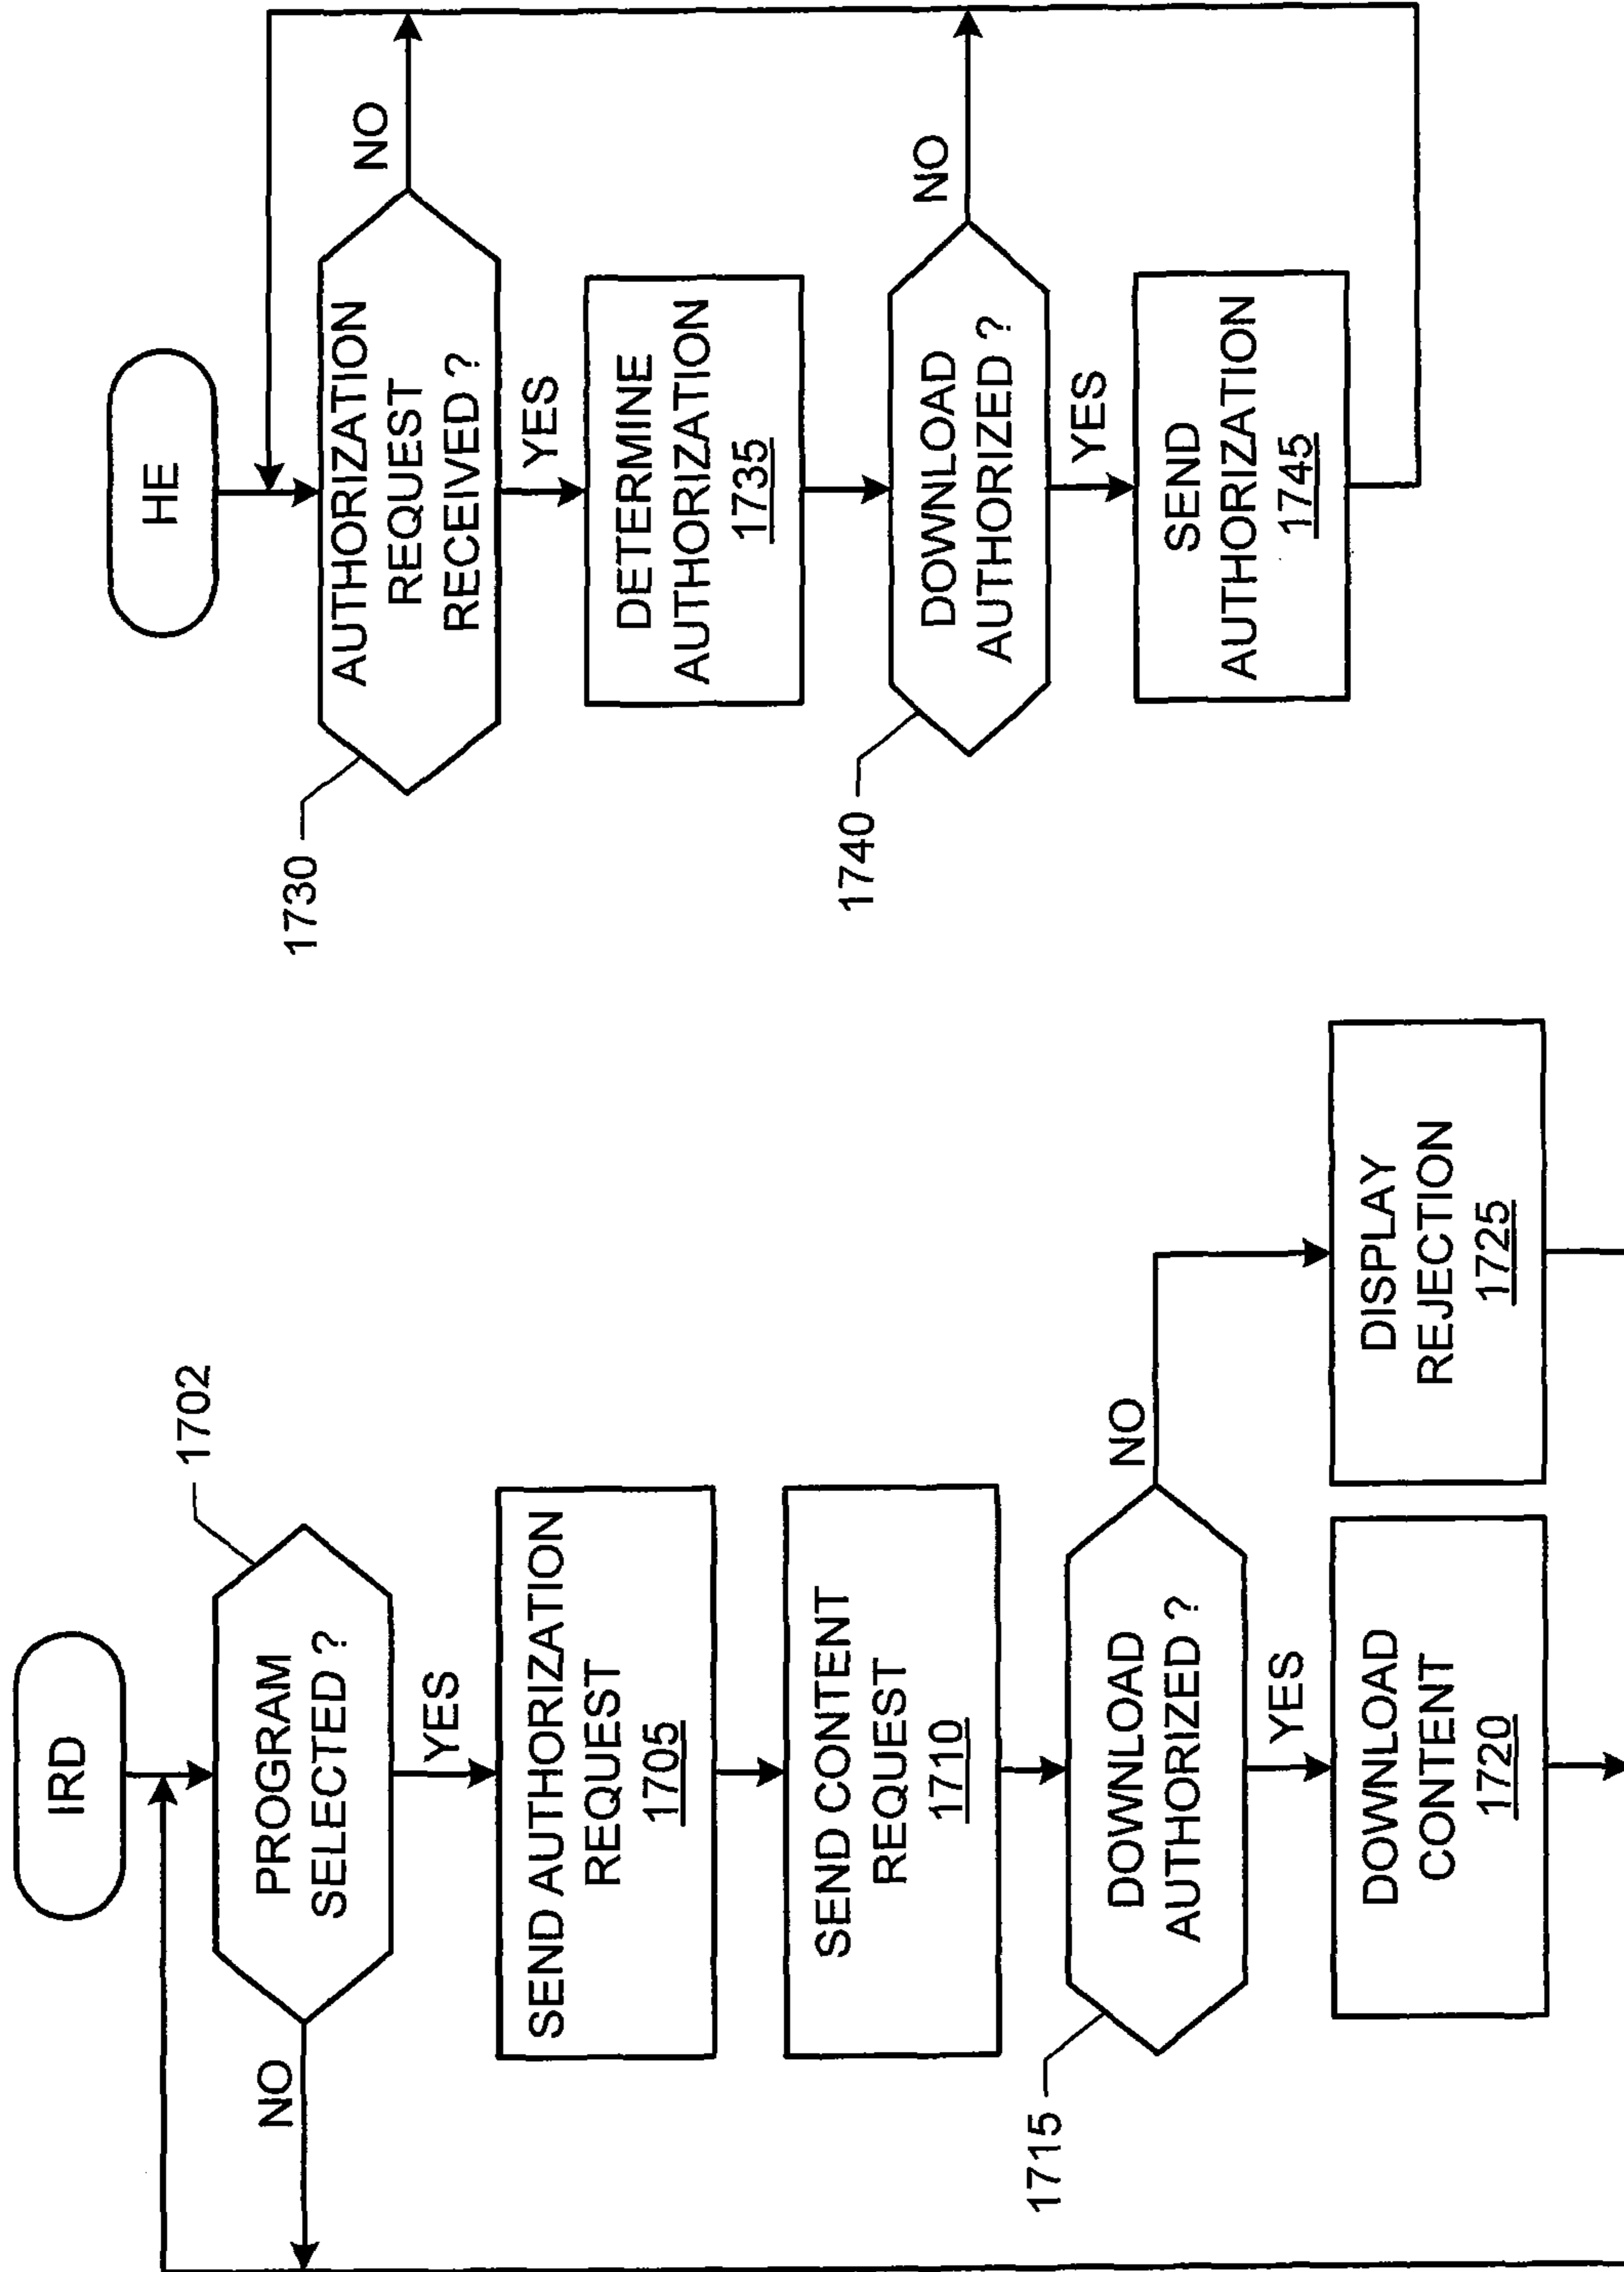 IRD
PROGRAM
SELECTED ?
1702
NO
YES
SEND AUTHORIZATION
REQUEST
1705
SEND CONTENT
REQUEST
1710
DOWNLOAD
AUTHORIZED ?
1715
NO
YES
DOWNLOAD
CONTENT
1720
DISPLAY
REJECTION
1725
HE
AUTHORIZATION
REQUEST
RECEIVED ?
1730
NO
YES
DETERMINE
AUTHORIZATION
1735
DOWNLOAD
AUTHORIZED ?
1740
NO
YES
SEND
AUTHORIZATION
1745